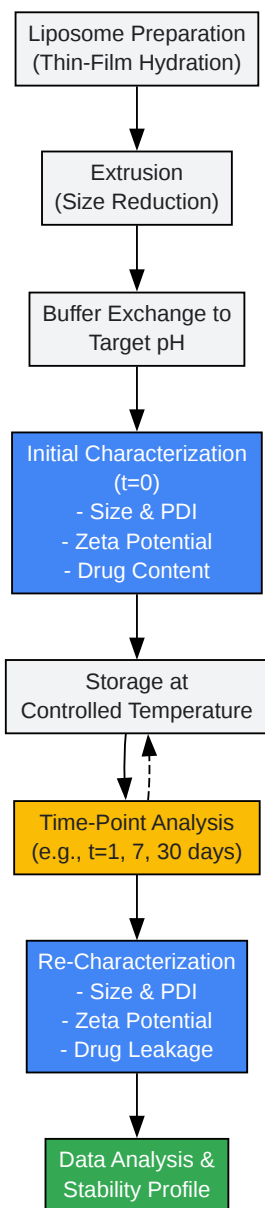 Liposome Preparation
(Thin-Film Hydration)
Extrusion
(Size Reduction)
Buffer Exchange to
Target pH
Initial Characterization
(t=0)
- Size & PDI
- Zeta Potential
- Drug Content
Storage at
Controlled Temperature
Time-Point Analysis
(e.g., t=1, 7, 30 days)
Re-Characterization
- Size & PDI
- Zeta Potential
- Drug Leakage
Data Analysis &
Stability Profile